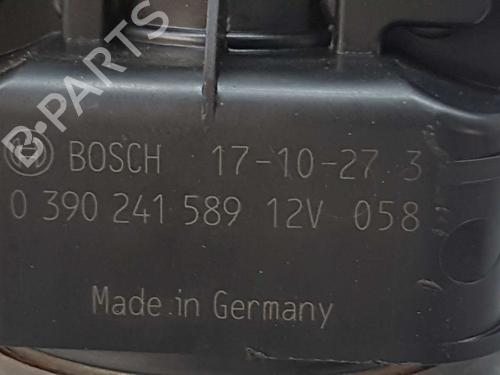 B-PARTS
BOSCH 17-10-27 3
0 390 241 589 12V 058
Made in Germany